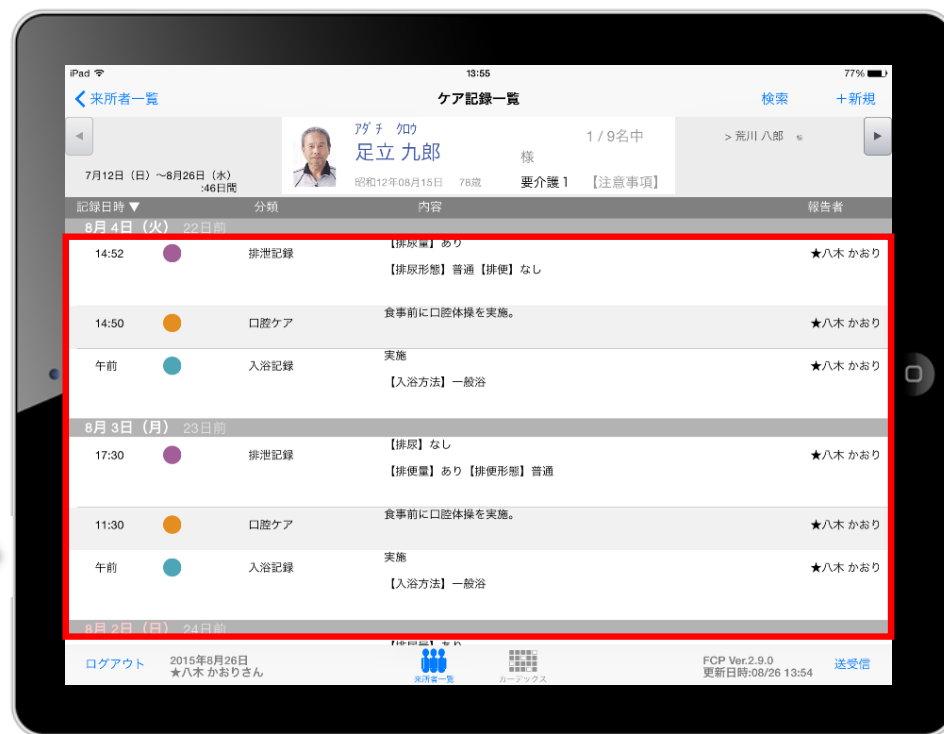 iPad 13:55 77%
来所者一覧 ケア記録一覧 検索 +新規
アダチ クロウ
足立 九郎 様 1 / 9名中 > 荒川 八郎
7月12日（日）～8月26日（水）
:46日間
昭和12年08月15日 78歳 要介護1 【注意事項】
記録日時 ▼ 分類 内容 報告者
8月 4日（火） 22日前
14:52 排泄記録 【排尿量】あり ★八木 かおり
【排尿形態】普通【排便】なし
14:50 口腔ケア 食事前に口腔体操を実施。 ★八木 かおり
午前 入浴記録 実施 ★八木 かおり
【入浴方法】一般浴
8月 3日（月） 23日前
17:30 排泄記録 【排尿】なし ★八木 かおり
【排便量】あり【排便形態】普通
11:30 口腔ケア 食事前に口腔体操を実施。 ★八木 かおり
午前 入浴記録 実施 ★八木 かおり
【入浴方法】一般浴
8月 2日（日） 24日前
ログアウト 2015年8月26日
★八木 かおりさん
来所者一覧 カーデックス
FCP Ver.2.9.0
更新日時:08/26 13:54
送受信